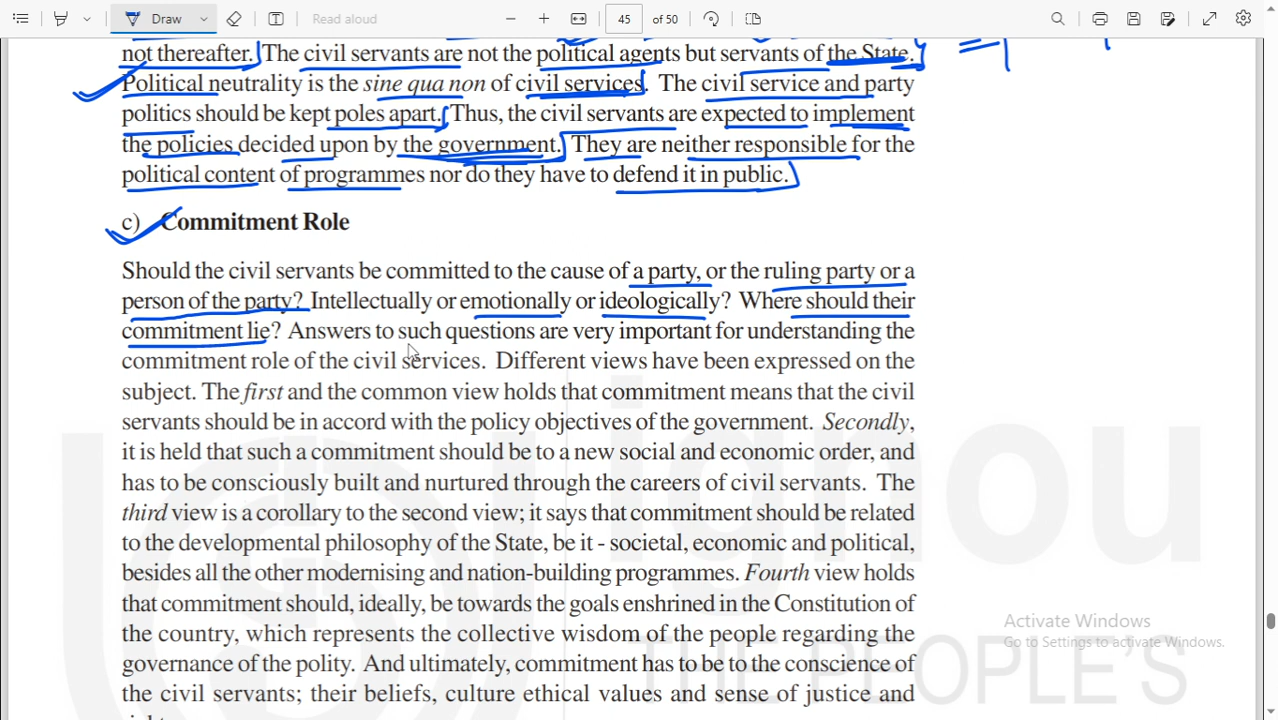 Draw
Read aloud
45
of 50
not thereafter. The civil servants are not the political agents but servants of the State.
Political neutrality is the sine qua non of civil services. The civil service and party
politics should be kept poles apart. Thus, the civil servants are expected to implement
the policies decided upon by the government. They are neither responsible for the
political content of programmes nor do they have to defend it in public.
c) Commitment Role
Should the civil servants be committed to the cause of a party, or the ruling party or a
person of the party? Intellectually or emotionally or ideologically? Where should their
commitment lie? Answers to such questions are very important for understanding the
commitment role of the civil services. Different views have been expressed on the
subject. The first and the common view holds that commitment means that the civil
servants should be in accord with the policy objectives of the government. Secondly,
it is held that such a commitment should be to a new social and economic order, and
has to be consciously built and nurtured through the careers of civil servants. The
third view is a corollary to the second view; it says that commitment should be related
to the developmental philosophy of the State, be it - societal, economic and political,
besides all the other modernising and nation-building programmes. Fourth view holds
that commitment should, ideally, be towards the goals enshrined in the Constitution of
the country, which represents the collective wisdom of the people regarding the
governance of the polity. And ultimately, commitment has to be to the conscience of
the civil servants; their beliefs, culture ethical values and sense of justice and
ignou
THE PEOPLE'S
Activate Windows
Go to Settings to activate Windows.